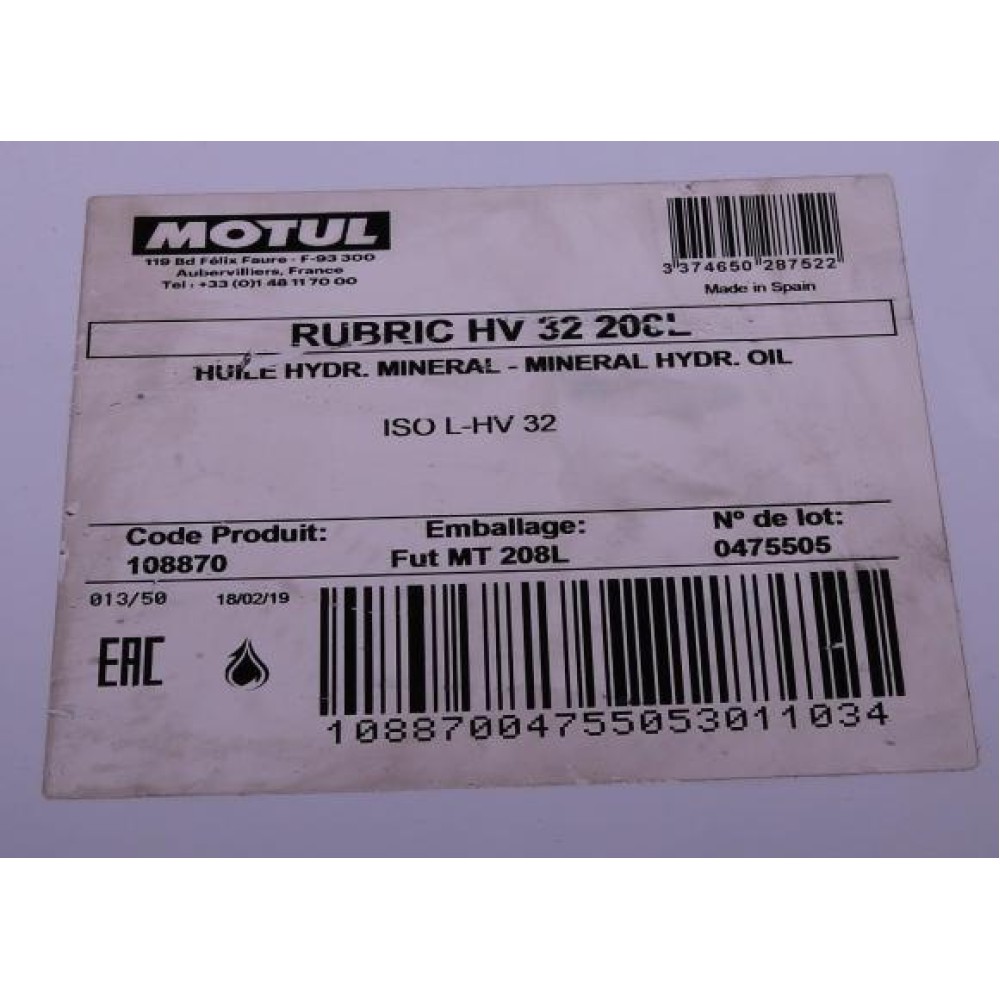 MOTUL
119 Bd Félix Faure - F-93 300
Aubervilliers, France
Tel : +33 (0)1 48 11 70 00
3 374650 287522
Made in Spain
RUBRIC HV 32 208L
HUILE HYDR. MINERAL - MINERAL HYDR. OIL
ISO L-HV 32
Code Produit: Emballage: Nº de lot:
108870 Fut MT 208L 0475505
013/50 18/02/19
EAC
10887004755053011034